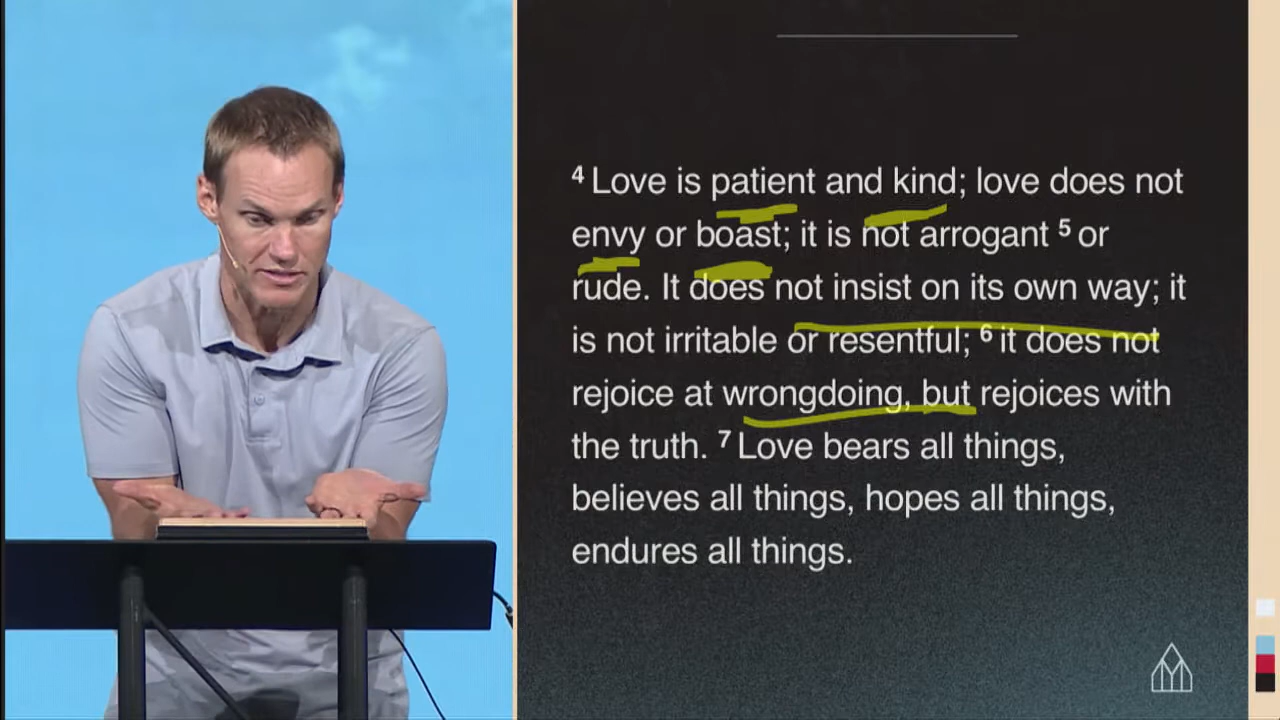 4 Love is patient and kind; love does not
envy or boast; it is not arrogant 5 or
rude. It does not insist on its own way; it
is not irritable or resentful; 6 it does not
rejoice at wrongdoing, but rejoices with
the truth. 7 Love bears all things,
believes all things, hopes all things,
endures all things.